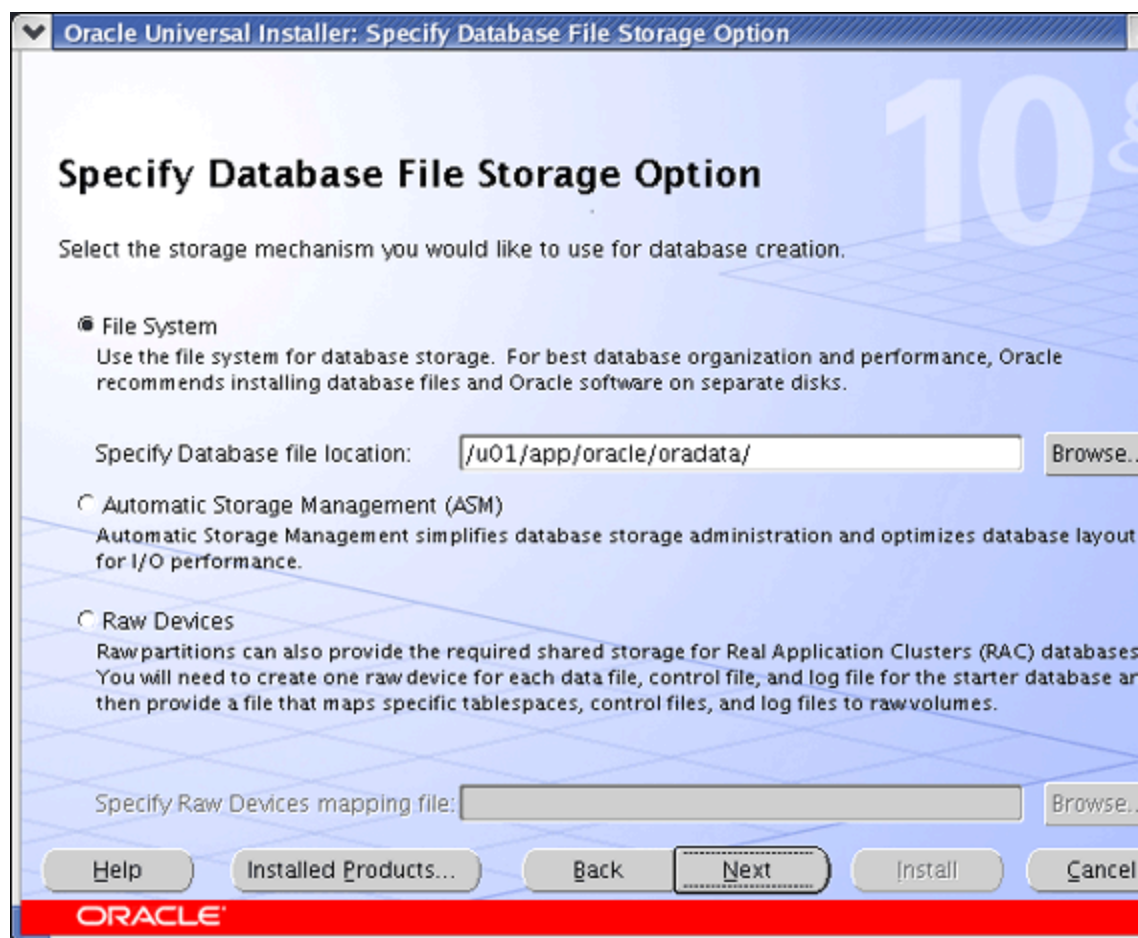 Oracle Universal Installer: Specify Database File Storage Option
10g
Specify Database File Storage Option
Select the storage mechanism you would like to use for database creation.
File System
Use the file system for database storage. For best database organization and performance, Oracle
recommends installing database files and Oracle software on separate disks.
Specify Database file location: /u01/app/oracle/oradata/ Browse..
Automatic Storage Management (ASM)
Automatic Storage Management simplifies database storage administration and optimizes database layout
for I/O performance.
Raw Devices
Raw partitions can also provide the required shared storage for Real Application Clusters (RAC) databases
You will need to create one raw device for each data file, control file, and log file for the starter database ar
then provide a file that maps specific tablespaces, control files, and log files to raw volumes.
Specify Raw Devices mapping file: Browse..
Help Installed Products... Back Next Install Cancel
ORACLE